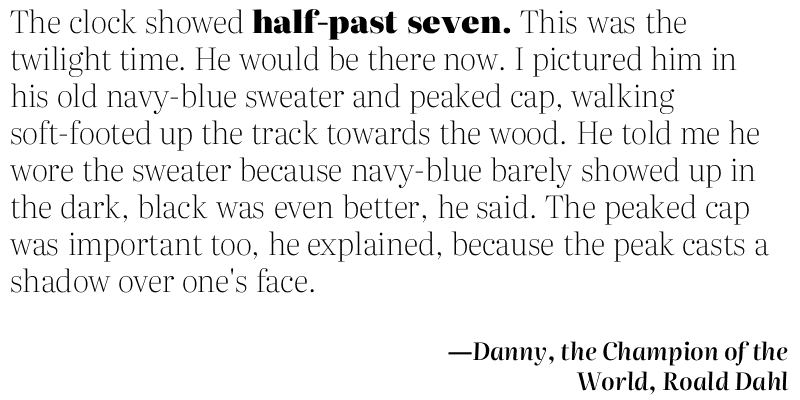 The clock showed half-past seven. This was the
twilight time. He would be there now. I pictured him in
his old navy-blue sweater and peaked cap, walking
soft-footed up the track towards the wood. He told me he
wore the sweater because navy-blue barely showed up in
the dark, black was even better, he said. The peaked cap
was important too, he explained, because the peak casts a
shadow over one's face.
—Danny, the Champion of the
World, Roald Dahl